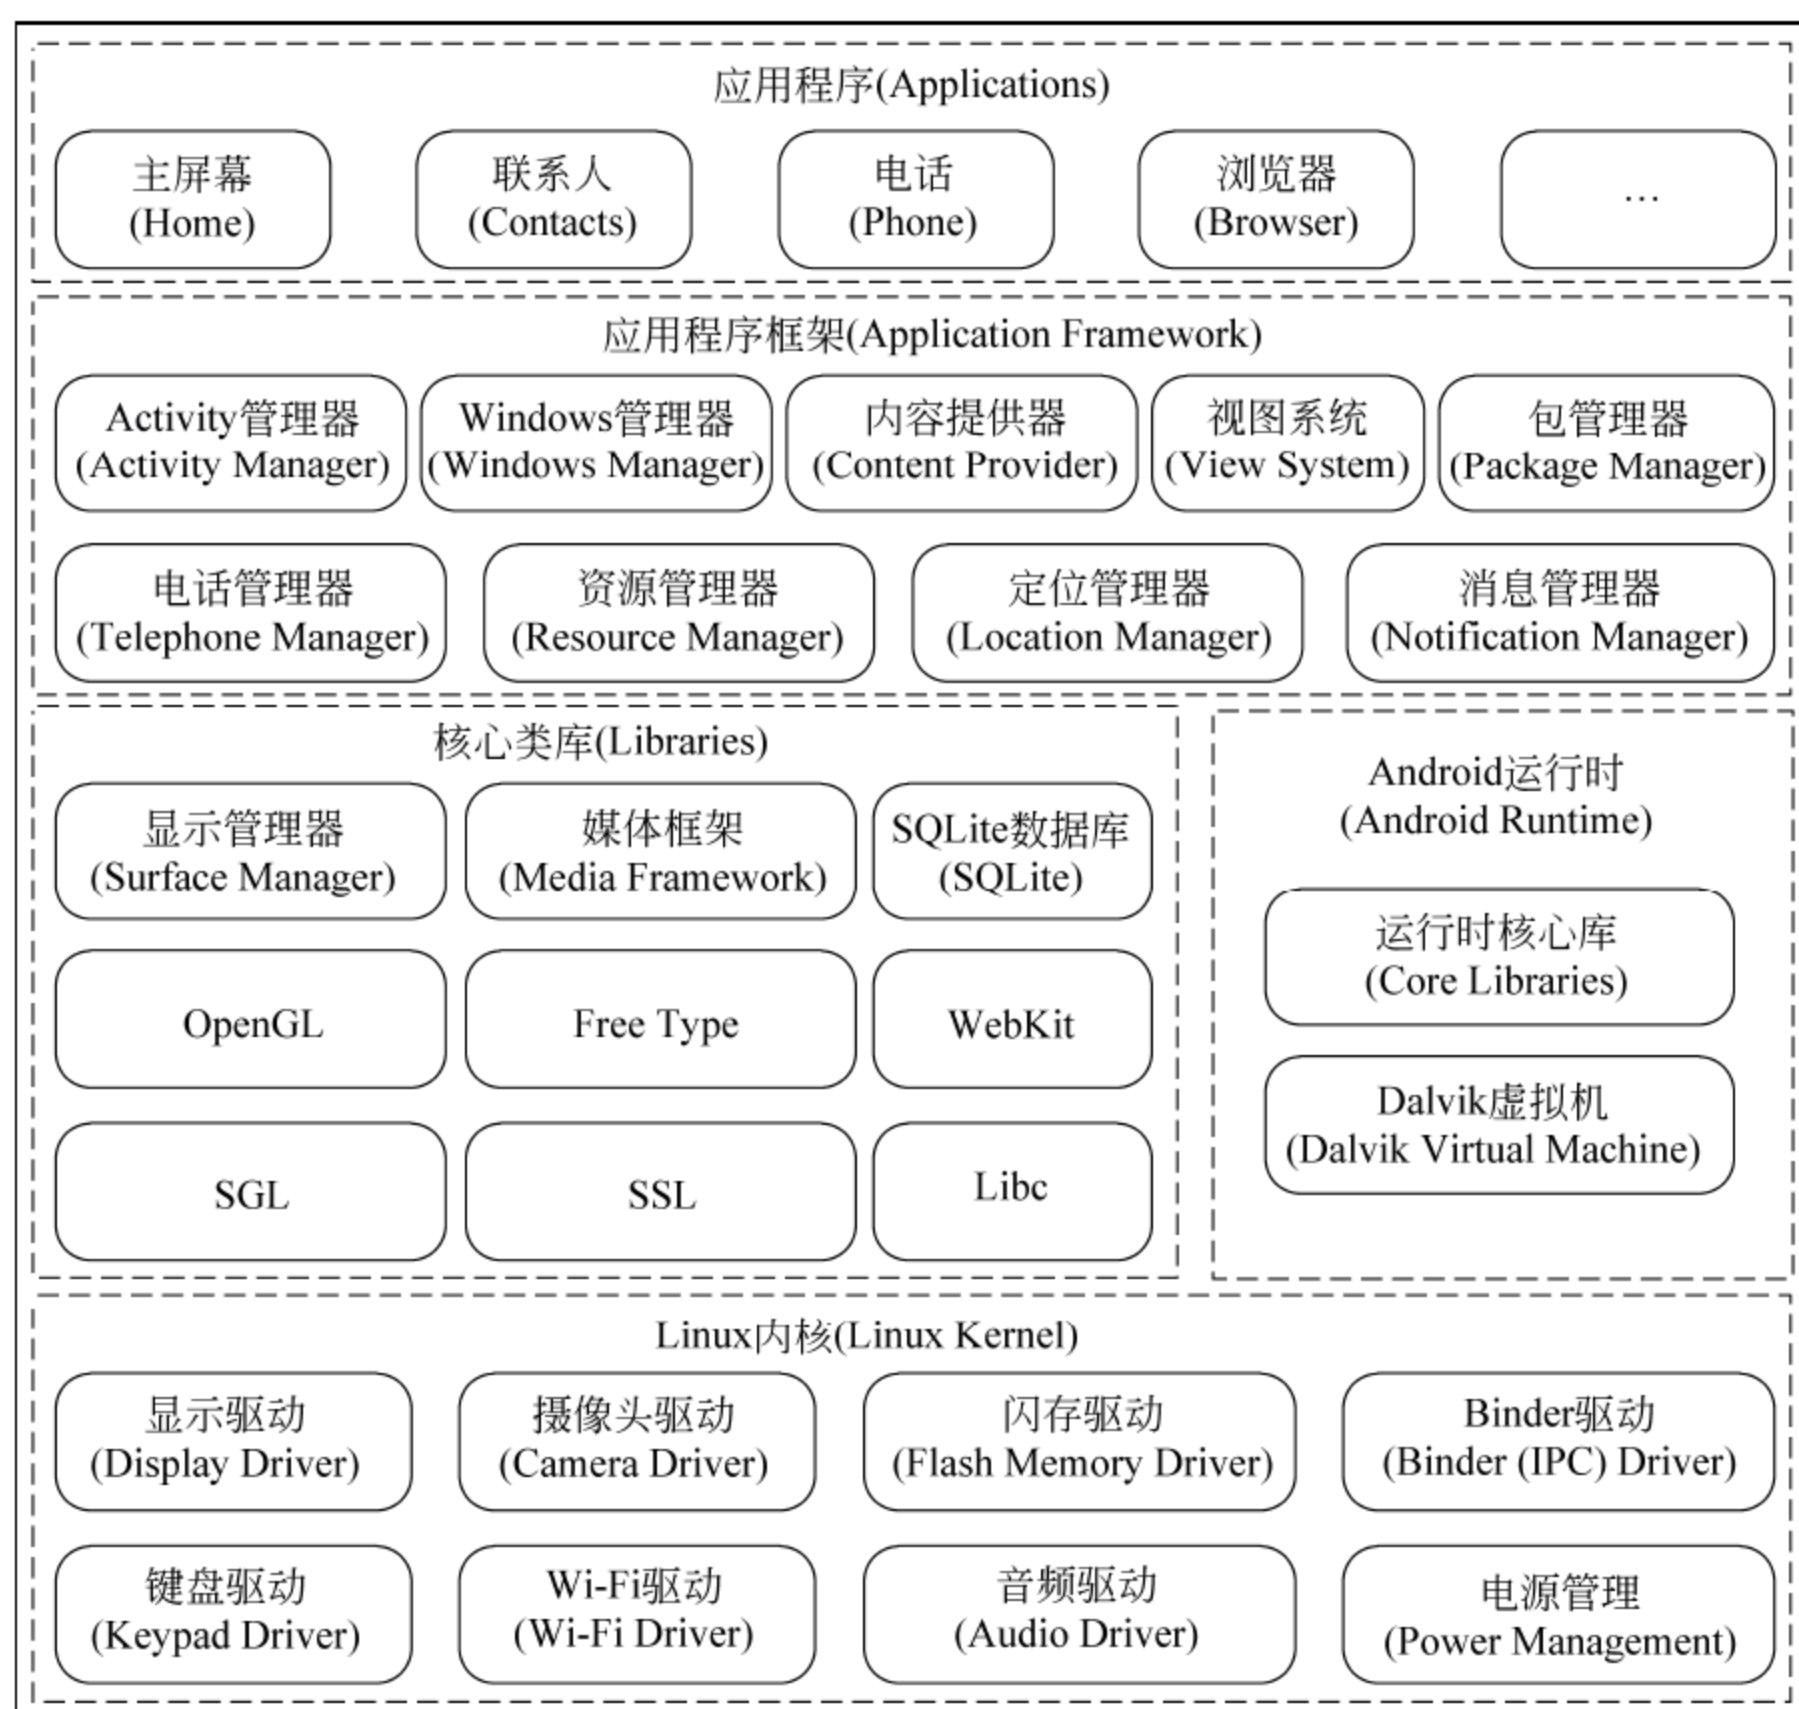 应用程序(Applications)
主屏幕
(Home)
联系人
(Contacts)
电话
(Phone)
浏览器
(Browser)
…
应用程序框架(Application Framework)
Activity管理器
(Activity Manager)
Windows管理器
(Windows Manager)
内容提供器
(Content Provider)
视图系统
(View System)
包管理器
(Package Manager)
电话管理器
(Telephone Manager)
资源管理器
(Resource Manager)
定位管理器
(Location Manager)
消息管理器
(Notification Manager)
核心类库(Libraries)
显示管理器
(Surface Manager)
媒体框架
(Media Framework)
SQLite数据库
(SQLite)
OpenGL
Free Type
WebKit
SGL
SSL
Libc
Android运行时
(Android Runtime)
运行时核心库
(Core Libraries)
Dalvik虚拟机
(Dalvik Virtual Machine)
Linux内核(Linux Kernel)
显示驱动
(Display Driver)
摄像头驱动
(Camera Driver)
闪存驱动
(Flash Memory Driver)
Binder驱动
(Binder (IPC) Driver)
键盘驱动
(Keypad Driver)
Wi-Fi驱动
(Wi-Fi Driver)
音频驱动
(Audio Driver)
电源管理
(Power Management)